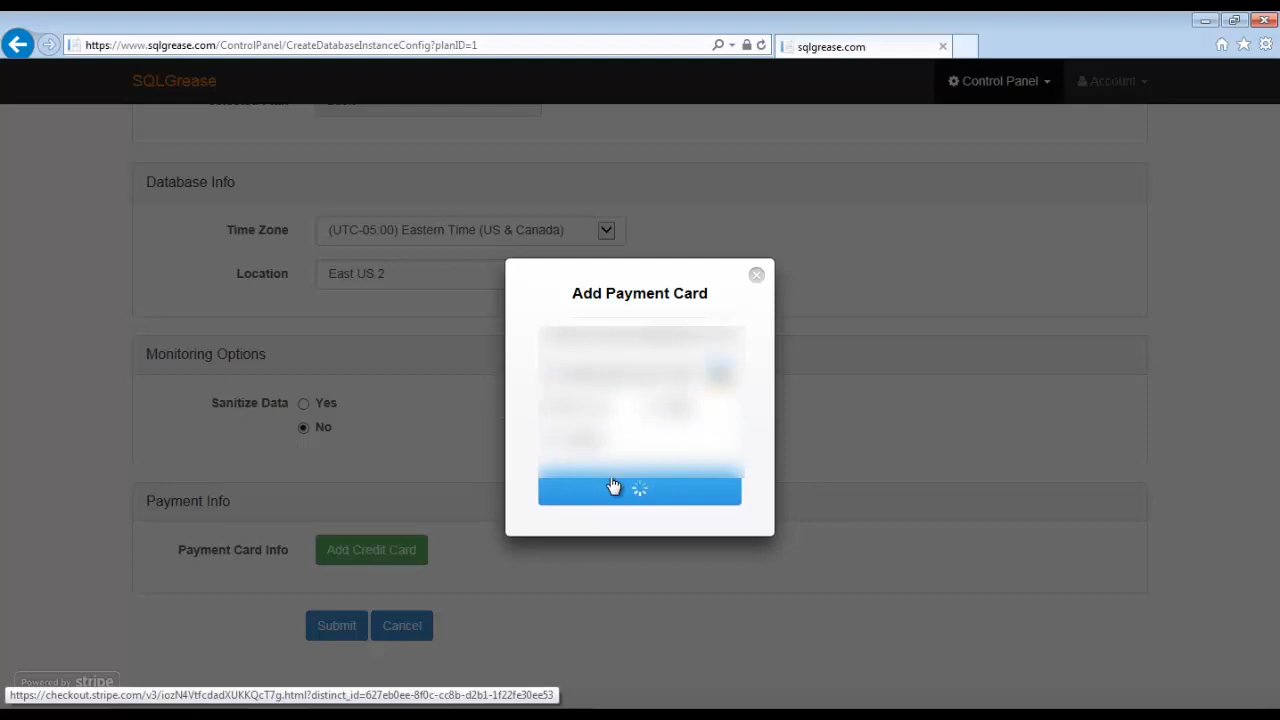 https://www.sqlgrease.com/ControlPanel/CreateDatabaseInstanceConfig?planID=1
sqlgrease.com
SQLGrease
Control Panel
Account
Database Info
Time Zone
(UTC-05:00) Eastern Time (US & Canada)
Location
East US 2
Add Payment Card
Monitoring Options
Sanitize Data
Yes
No
Payment Info
Payment Card Info
Add Credit Card
Submit
Cancel
Powered by stripe
https://checkout.stripe.com/v3/iozN4VtfcdadXUKKQcT7g.html?distinct_id=627eb0ee-8f0c-cc8b-d2b1-1f22fe30ee53